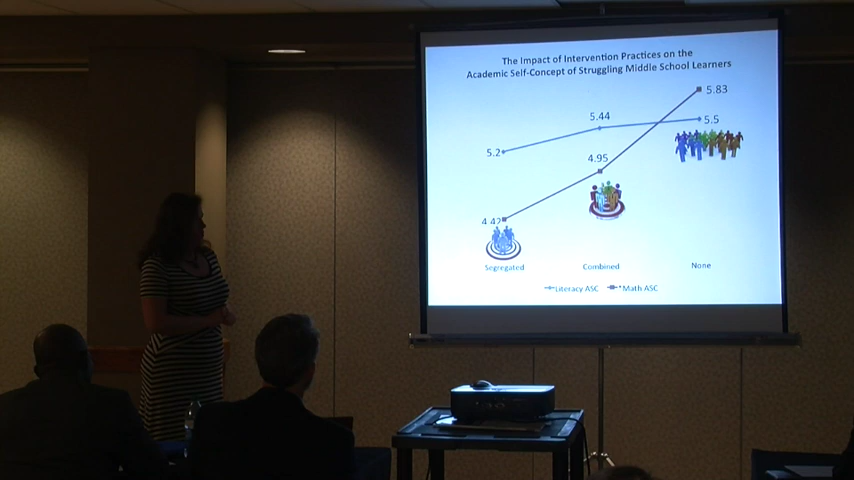 The Impact of Intervention Practices on the
Academic Self-Concept of Struggling Middle School Learners
5.83
5.44
5.5
5.2
4.95
4.42
Segregated Combined None
Literacy ASC *Math ASC